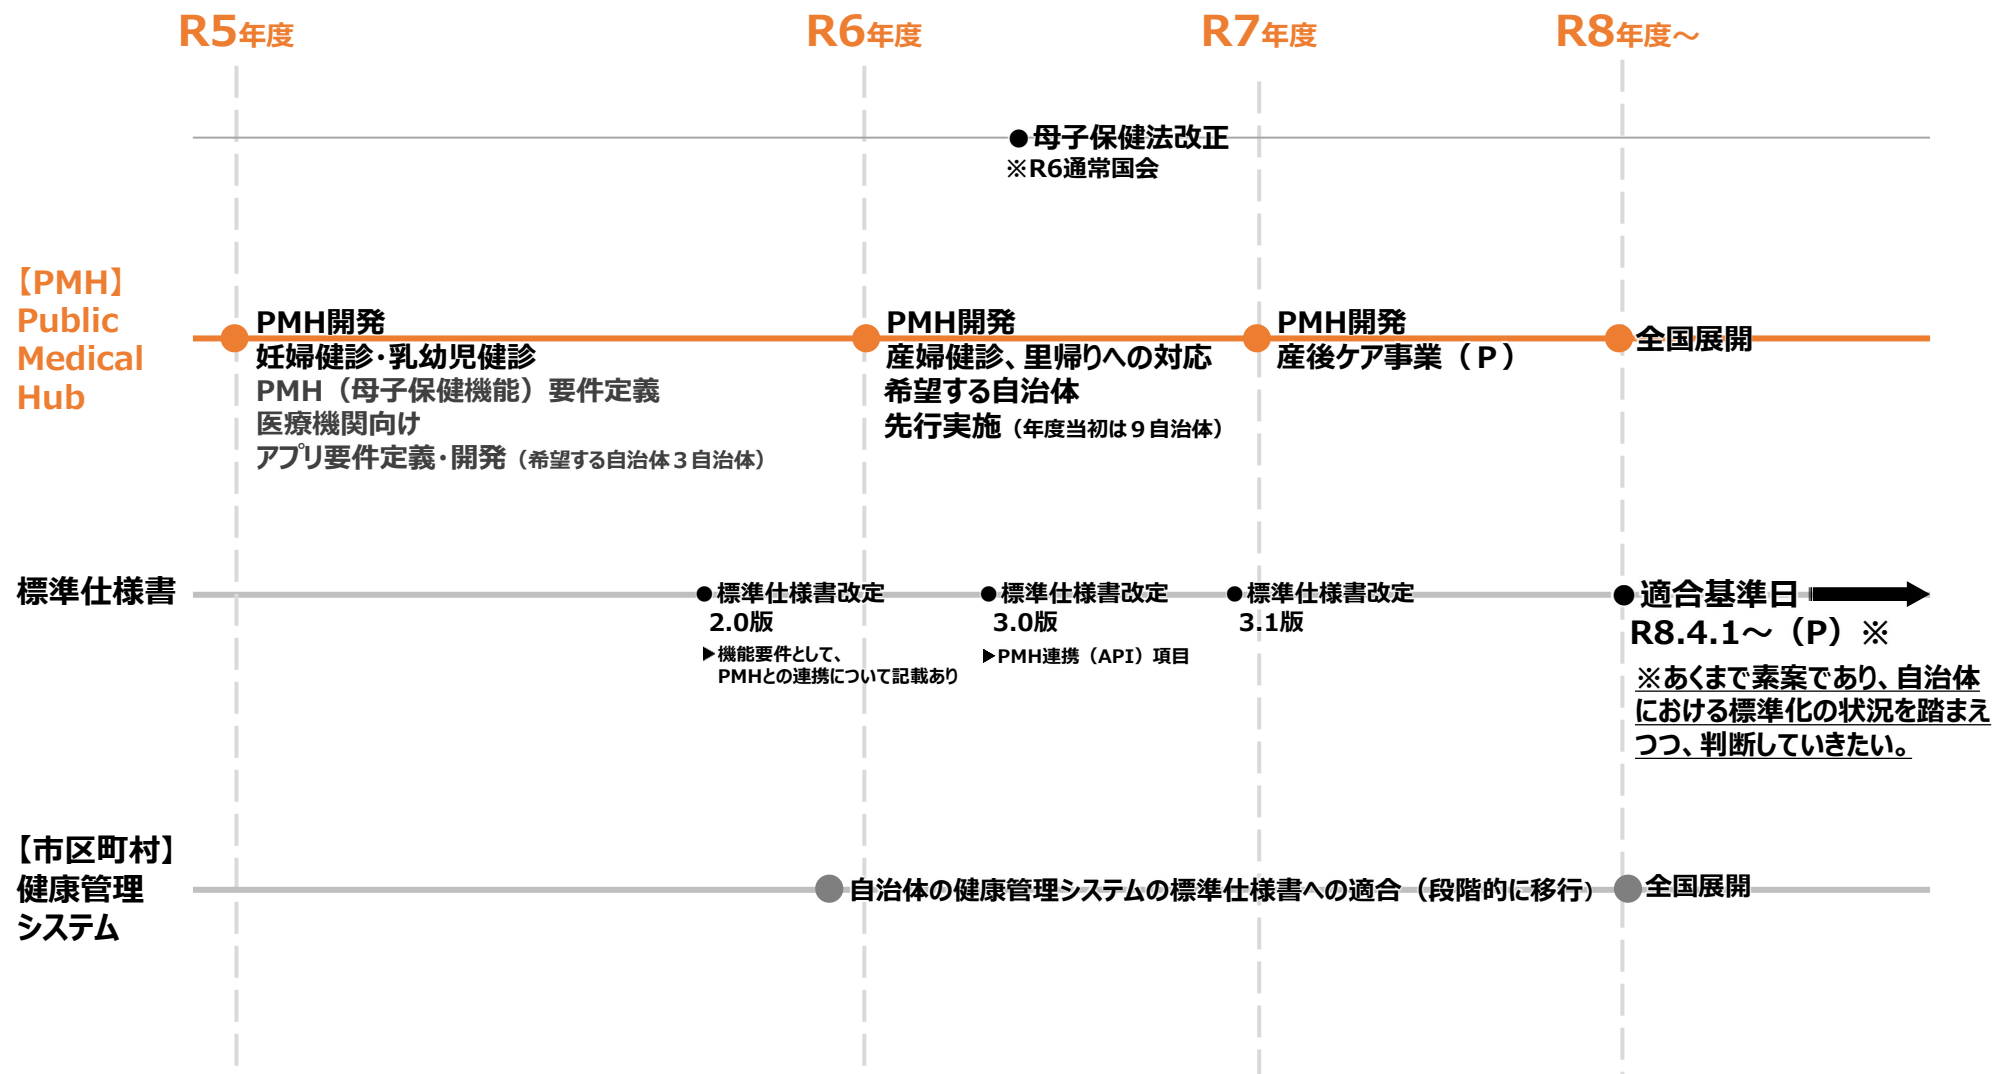 R5年度
R6年度
R7年度
R8年度～
●母子保健法改正
※R6通常国会
【PMH】
Public
Medical
Hub
PMH開発
妊婦健診・乳幼児健診
PMH（母子保健機能）要件定義
医療機関向け
アプリ要件定義・開発（希望する自治体３自治体）
PMH開発
産婦健診、里帰りへの対応
希望する自治体
先行実施（年度当初は９自治体）
PMH開発
産後ケア事業（Ｐ）
全国展開
標準仕様書
●標準仕様書改定
2.0版
▶機能要件として、
PMHとの連携について記載あり
●標準仕様書改定
3.0版
▶PMH連携（API）項目
●標準仕様書改定
3.1版
●適合基準日
R8.4.1～（P）※
※あくまで素案であり、自治体
における標準化の状況を踏まえ
つつ、判断していきたい。
【市区町村】
健康管理
システム
自治体の健康管理システムの標準仕様書への適合（段階的に移行）
全国展開